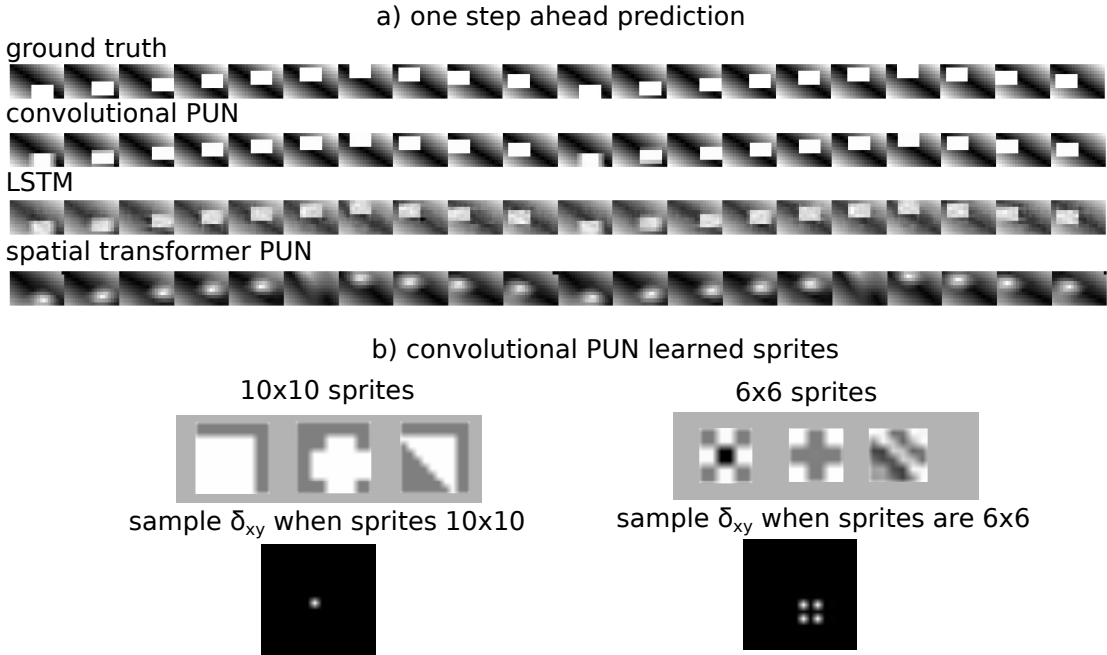 a) one step ahead prediction
ground truth
convolutional PUN
LSTM
spatial transformer PUN
b) convolutional PUN learned sprites
10x10 sprites
6x6 sprites
sample δxy when sprites 10x10
sample δxy when sprites are 6x6